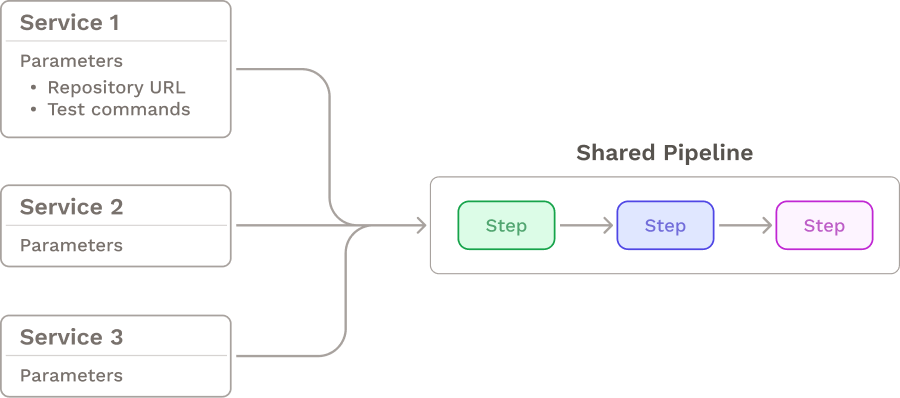 Service 1
Parameters
• Repository URL
• Test commands
Service 2
Parameters
Service 3
Parameters
Shared Pipeline
Step
Step
Step